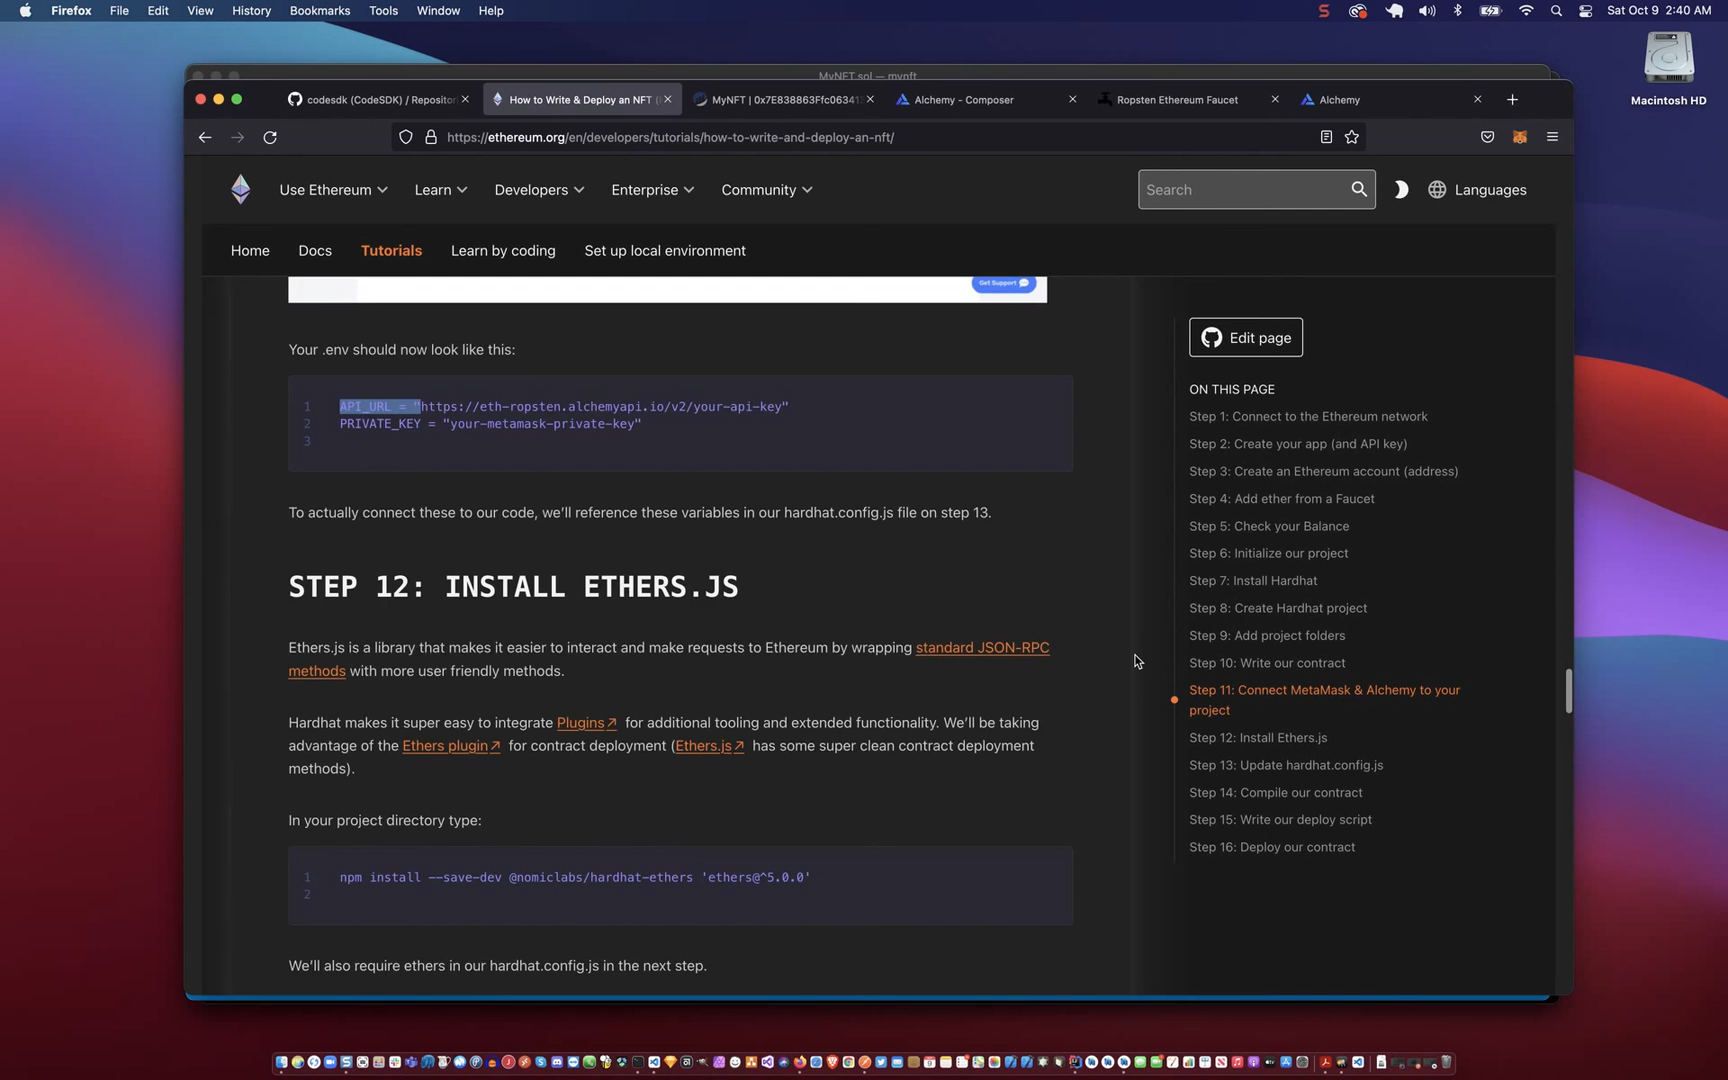 Firefox File Edit View History Bookmarks Tools Window Help
Sat Oct 9 2:40 AM
Macintosh HD
MyNFT.sol — mynft
codesdk (CodeSDK) / Repositor
How to Write & Deploy an NFT (
MyNFT | 0x7E838863Ffc06341
Alchemy - Composer
Ropsten Ethereum Faucet
Alchemy
https://ethereum.org/en/developers/tutorials/how-to-write-and-deploy-an-nft/
Use Ethereum Learn Developers Enterprise Community
Search
Languages
Home Docs Tutorials Learn by coding Set up local environment
Get Support
Your .env should now look like this:
1 API_URL = "https://eth-ropsten.alchemyapi.io/v2/your-api-key"
2 PRIVATE_KEY = "your-metamask-private-key"
3
To actually connect these to our code, we’ll reference these variables in our hardhat.config.js file on step 13.
STEP 12: INSTALL ETHERS.JS
Ethers.js is a library that makes it easier to interact and make requests to Ethereum by wrapping standard JSON-RPC
methods with more user friendly methods.
Hardhat makes it super easy to integrate Plugins for additional tooling and extended functionality. We’ll be taking
advantage of the Ethers plugin for contract deployment (Ethers.js has some super clean contract deployment
methods).
In your project directory type:
1 npm install --save-dev @nomiclabs/hardhat-ethers 'ethers@^5.0.0'
2
We’ll also require ethers in our hardhat.config.js in the next step.
Edit page
ON THIS PAGE
Step 1: Connect to the Ethereum network
Step 2: Create your app (and API key)
Step 3: Create an Ethereum account (address)
Step 4: Add ether from a Faucet
Step 5: Check your Balance
Step 6: Initialize our project
Step 7: Install Hardhat
Step 8: Create Hardhat project
Step 9: Add project folders
Step 10: Write our contract
Step 11: Connect MetaMask & Alchemy to your
project
Step 12: Install Ethers.js
Step 13: Update hardhat.config.js
Step 14: Compile our contract
Step 15: Write our deploy script
Step 16: Deploy our contract